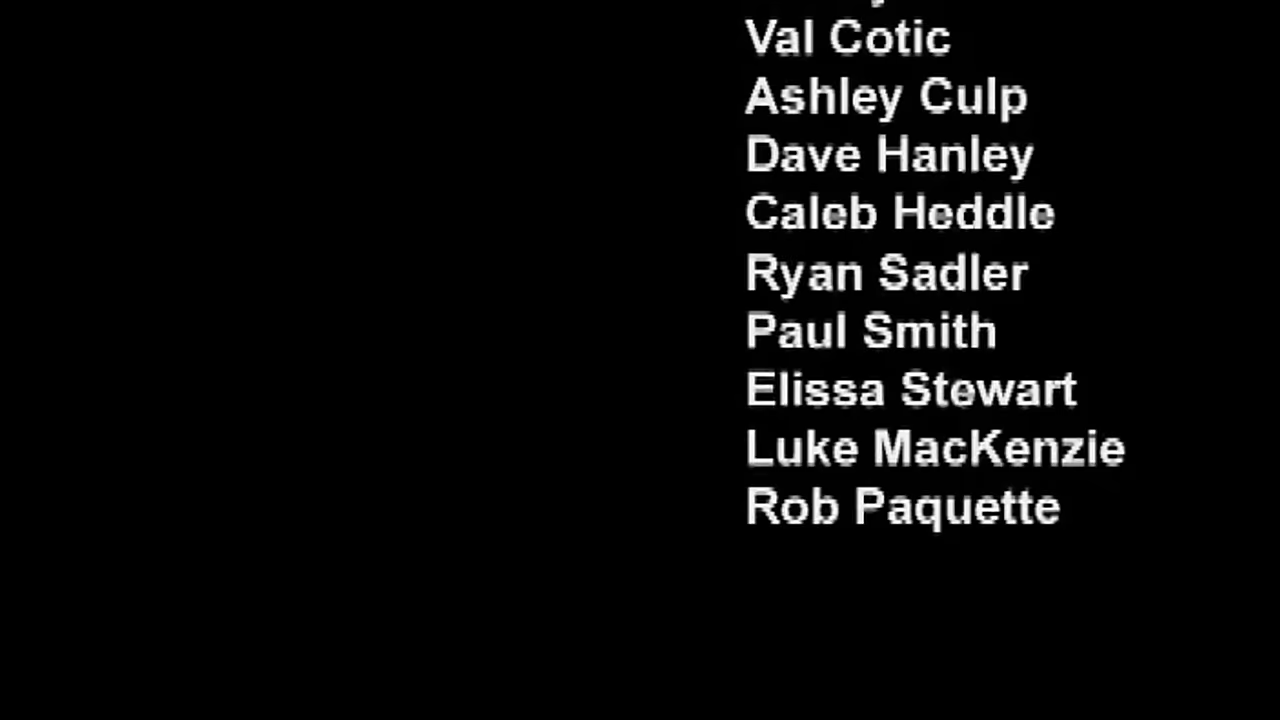 Val Cotic
Ashley Culp
Dave Hanley
Caleb Heddle
Ryan Sadler
Paul Smith
Elissa Stewart
Luke MacKenzie
Rob Paquette